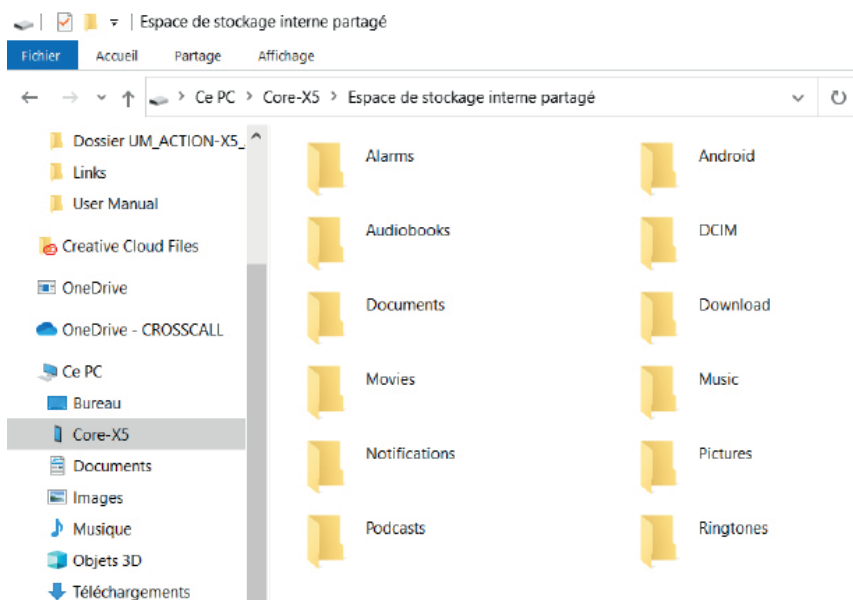 Espace de stockage interne partagé
Fichier Accueil Partage Affichage
Ce PC > Core-X5 > Espace de stockage interne partagé
Dossier UM_ACTION-X5_
Links
User Manual
Creative Cloud Files
OneDrive
OneDrive - CROSSCALL
Ce PC
Bureau
Core-X5
Documents
Images
Musique
Objets 3D
Téléchargements
Alarms Android
Audiobooks DCIM
Documents Download
Movies Music
Notifications Pictures
Podcasts Ringtones